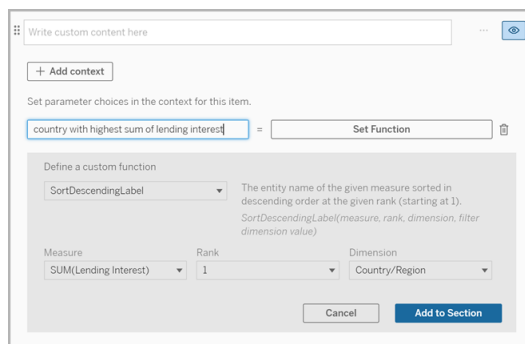 Write custom content here
+ Add context
Set parameter choices in the context for this item.
country with highest sum of lending interest = Set Function
Define a custom function
SortDescendingLabel
The entity name of the given measure sorted in
descending order at the given rank (starting at 1).
SortDescendingLabel(measure, rank, dimension, filter
dimension value)
Measure Rank Dimension
SUM(Lending Interest) 1 Country/Region
Cancel Add to Section